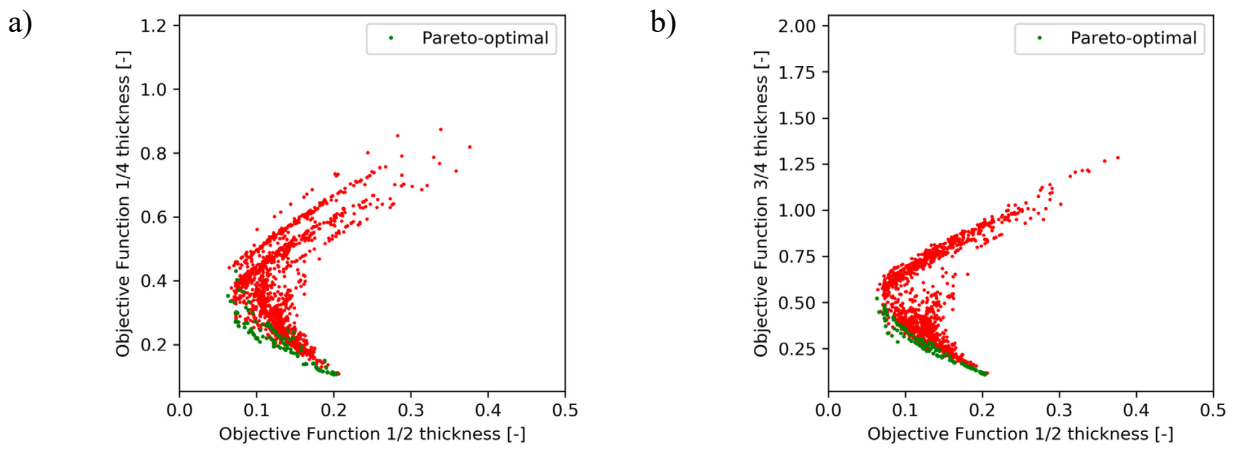 a)
Objective Function 1/4 thickness [-]
1.2
1.0
0.8
0.6
0.4
0.2
Pareto-optimal
0.0 0.1 0.2 0.3 0.4 0.5
Objective Function 1/2 thickness [-]
b)
Objective Function 3/4 thickness [-]
2.00
1.75
1.50
1.25
1.00
0.75
0.50
0.25
Pareto-optimal
0.0 0.1 0.2 0.3 0.4 0.5
Objective Function 1/2 thickness [-]